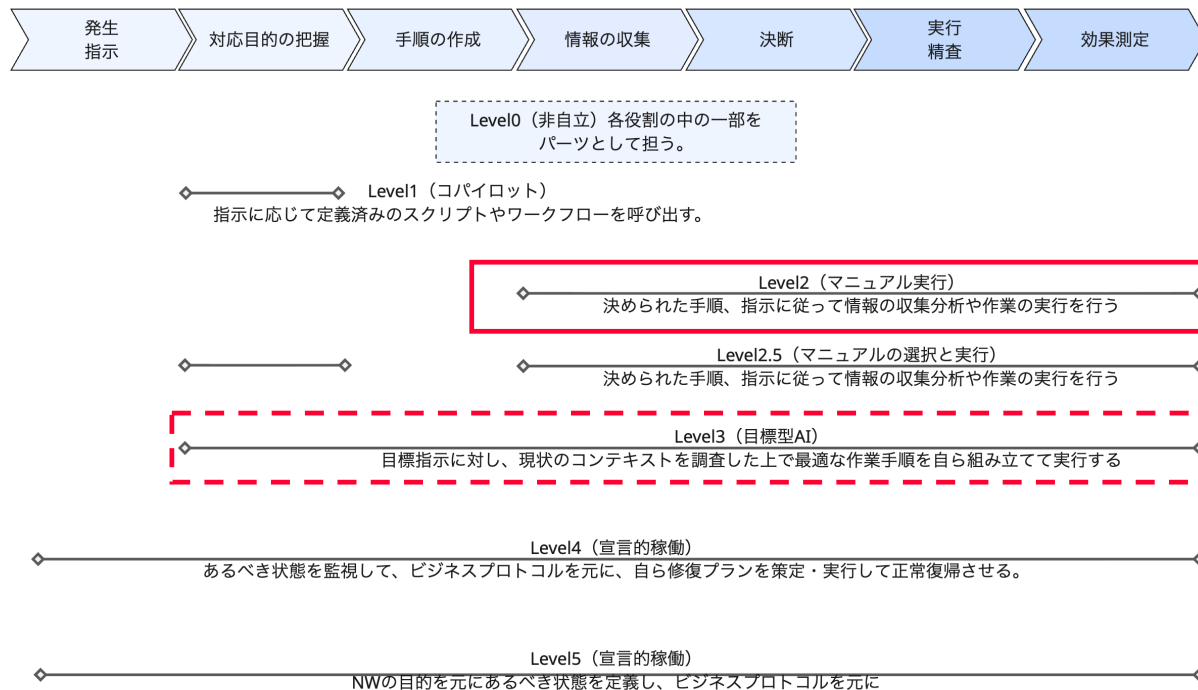 発生
指示
対応目的の把握
手順の作成
情報の収集
決断
実行
精査
効果測定
Level0（非自立）各役割の中の一部を
パーツとして担う。
Level1（コパイロット）
指示に応じて定義済みのスクリプトやワークフローを呼び出す。
Level2（マニュアル実行）
決められた手順、指示に従って情報の収集分析や作業の実行を行う
Level2.5（マニュアルの選択と実行）
決められた手順、指示に従って情報の収集分析や作業の実行を行う
Level3（目標型AI）
目標指示に対し、現状のコンテキストを調査した上で最適な作業手順を自ら組み立てて実行する
Level4（宣言的稼働）
あるべき状態を監視して、ビジネスプロトコルを元に、自ら修復プランを策定・実行して正常復帰させる。
Level5（宣言的稼働）
NWの目的を元にあるべき状態を定義し、ビジネスプロトコルを元に